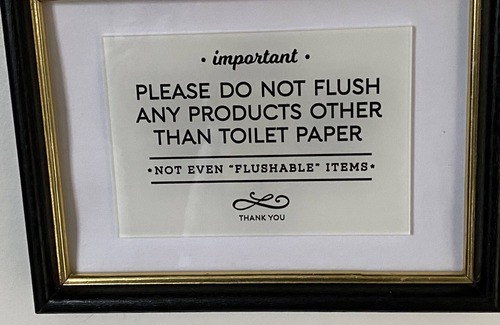 • important •
PLEASE DO NOT FLUSH
ANY PRODUCTS OTHER
THAN TOILET PAPER
*NOT EVEN "FLUSHABLE" ITEMS*
THANK YOU